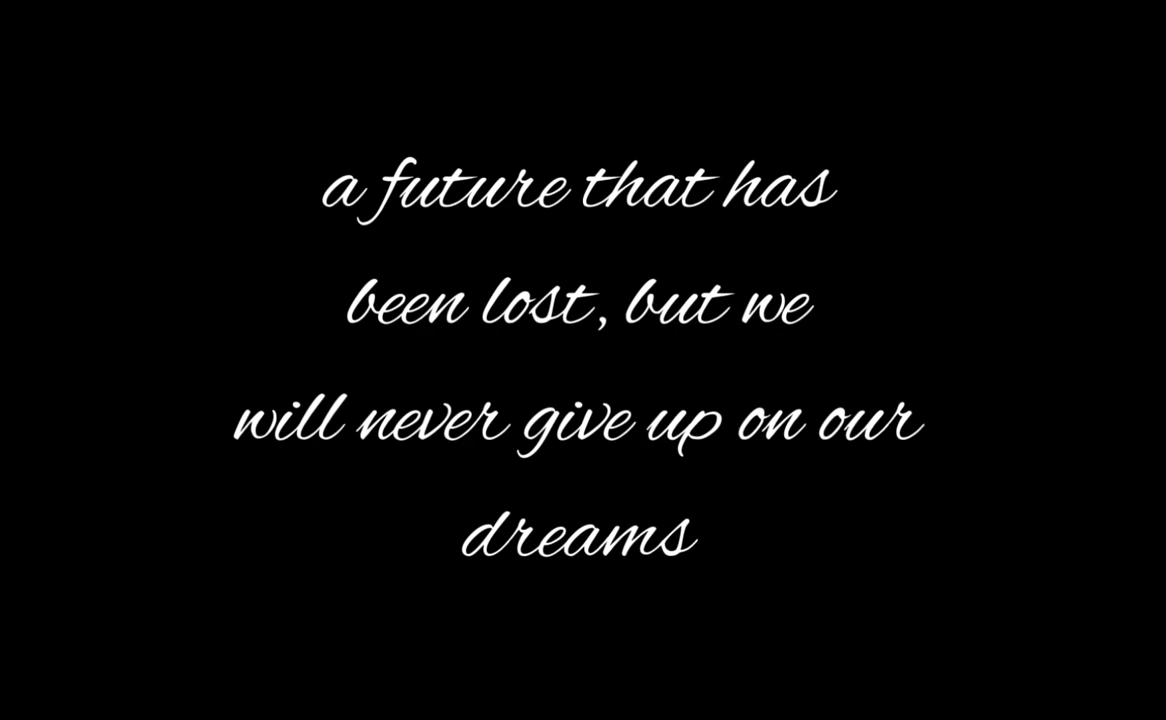 a future that has
been lost, but we
will never give up on our
dreams